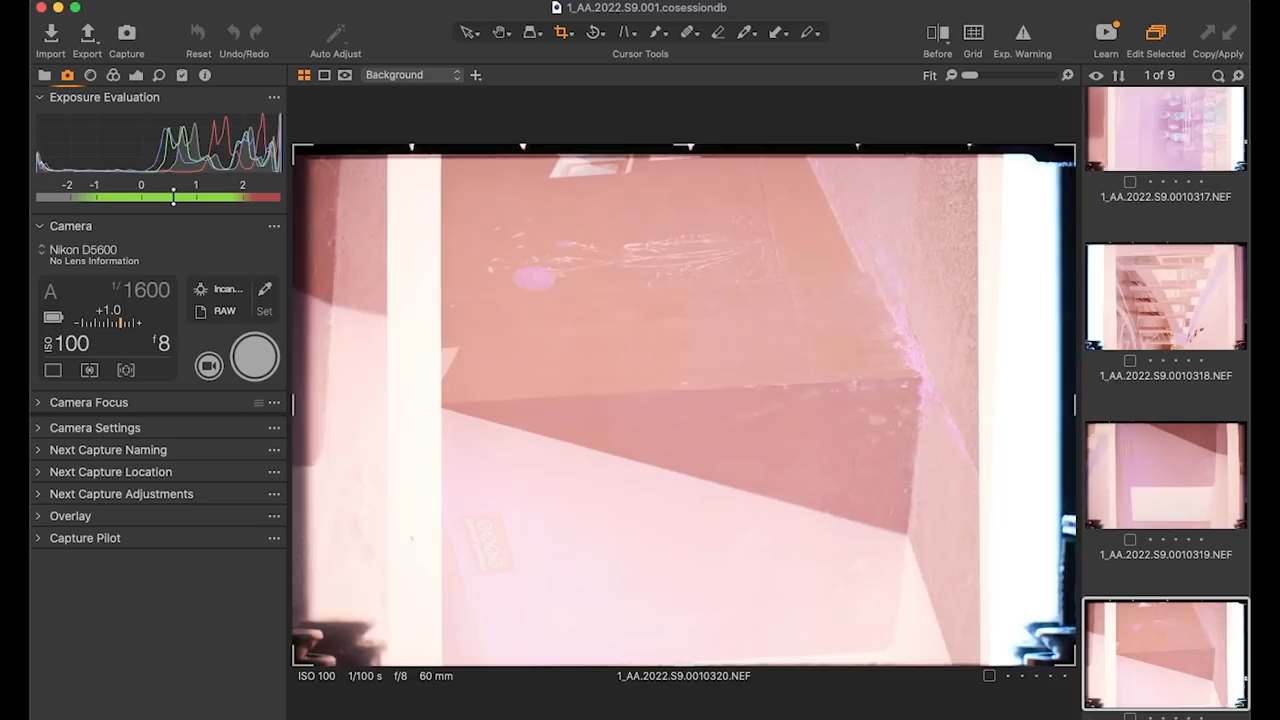 1_AA.2022.S9.001.cosessiondb
Import Export Capture Reset Undo/Redo Auto Adjust Cursor Tools Before Grid Exp. Warning Learn Edit Selected Copy/Apply
Background Fit 1 of 9
Exposure Evaluation
-2 -1 0 1 2
Camera
Nikon D5600
No Lens Information
A 1/1600
+1.0
ISO 100 f8
Incan...
RAW Set
Camera Focus
Camera Settings
Next Capture Naming
Next Capture Location
Next Capture Adjustments
Overlay
Capture Pilot
ISO 100 1/100 s f/8 60 mm 1_AA.2022.S9.0010320.NEF
1_AA.2022.S9.0010317.NEF
1_AA.2022.S9.0010318.NEF
1_AA.2022.S9.0010319.NEF